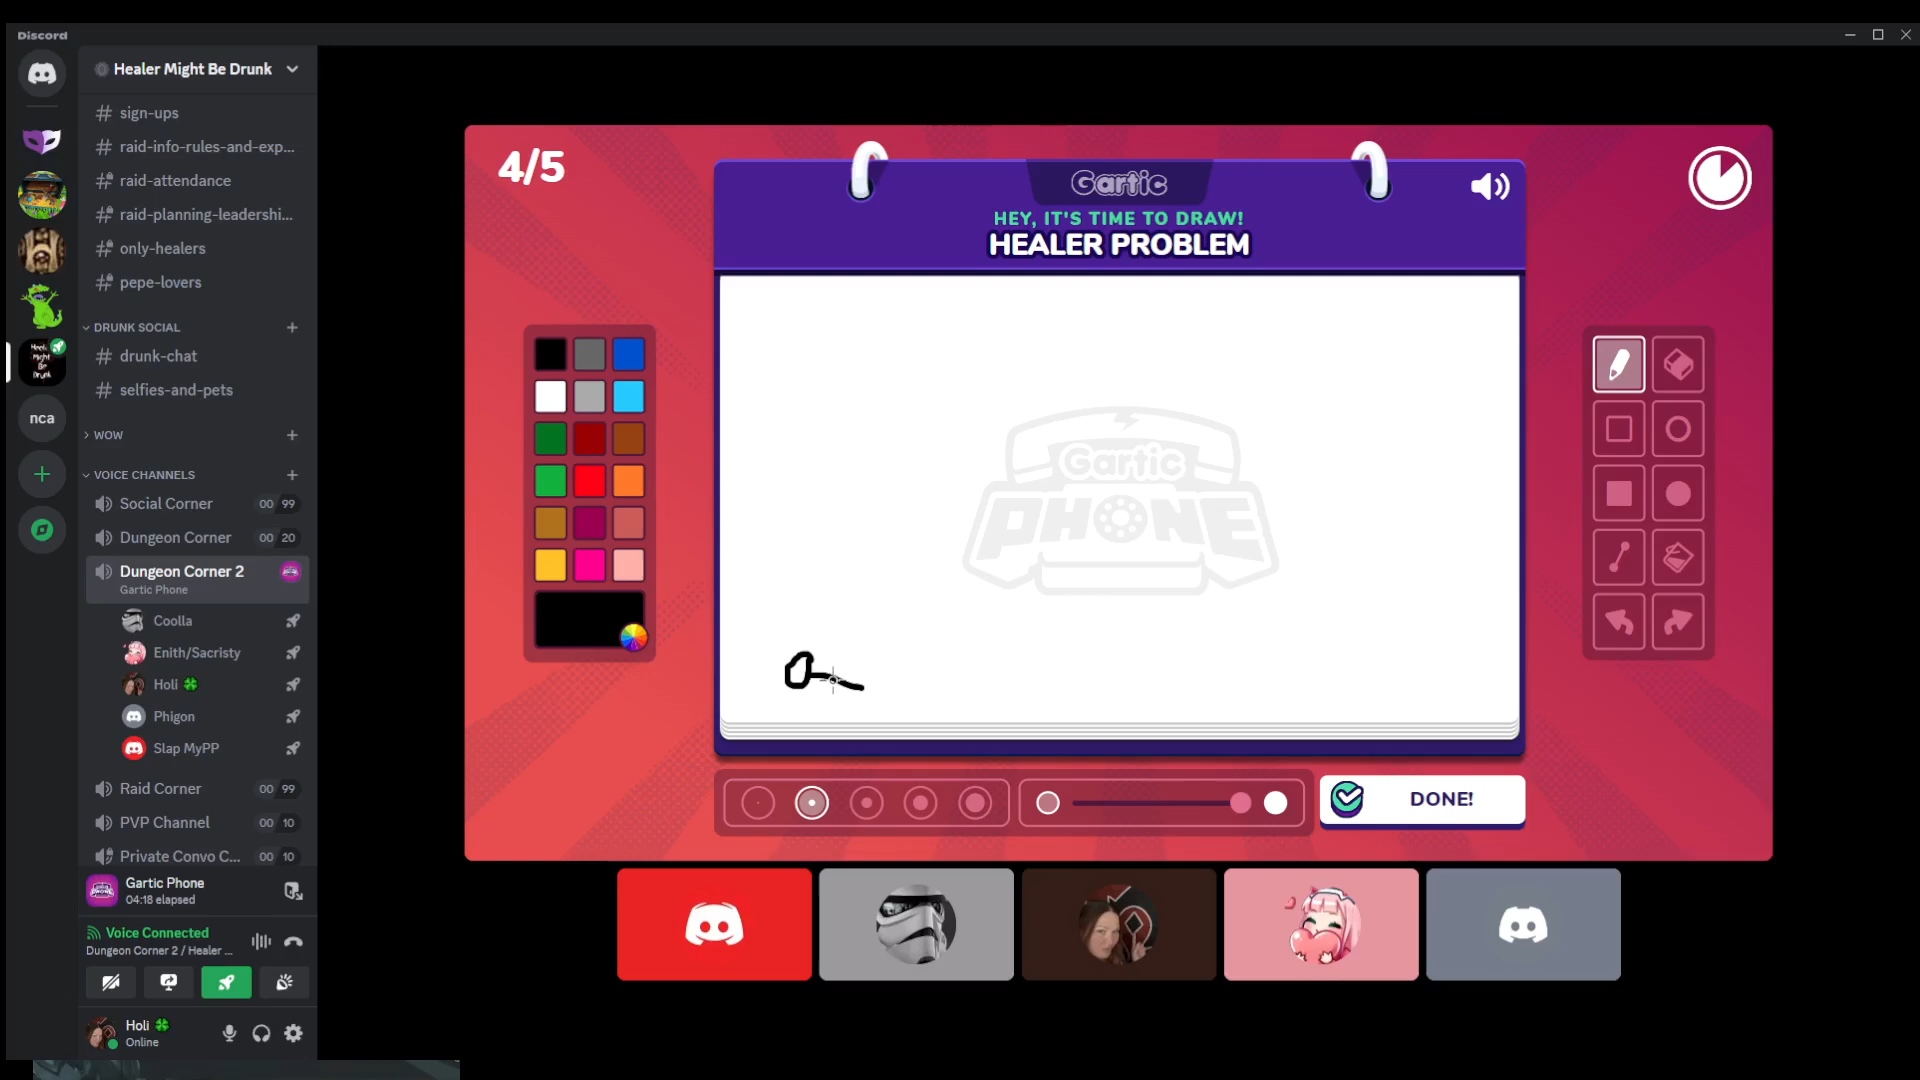 Discord
Healer Might Be Drunk
sign-ups
raid-info-rules-and-exp...
raid-attendance
raid-planning-leadershi...
only-healers
pepe-lovers
DRUNK SOCIAL
drunk-chat
selfies-and-pets
nca
WOW
VOICE CHANNELS
Social Corner 00 99
Dungeon Corner 00 20
Dungeon Corner 2
Gartic Phone
Coolla
Enith/Sacristy
Holi
Phigon
Slap MyPP
Raid Corner 00 99
PVP Channel 00 10
Private Convo C... 00 10
Gartic Phone
04:18 elapsed
Voice Connected
Dungeon Corner 2 / Healer ...
Holi
Online
4/5
Gartic
HEY, IT'S TIME TO DRAW!
HEALER PROBLEM
Gartic
PHONE
DONE!